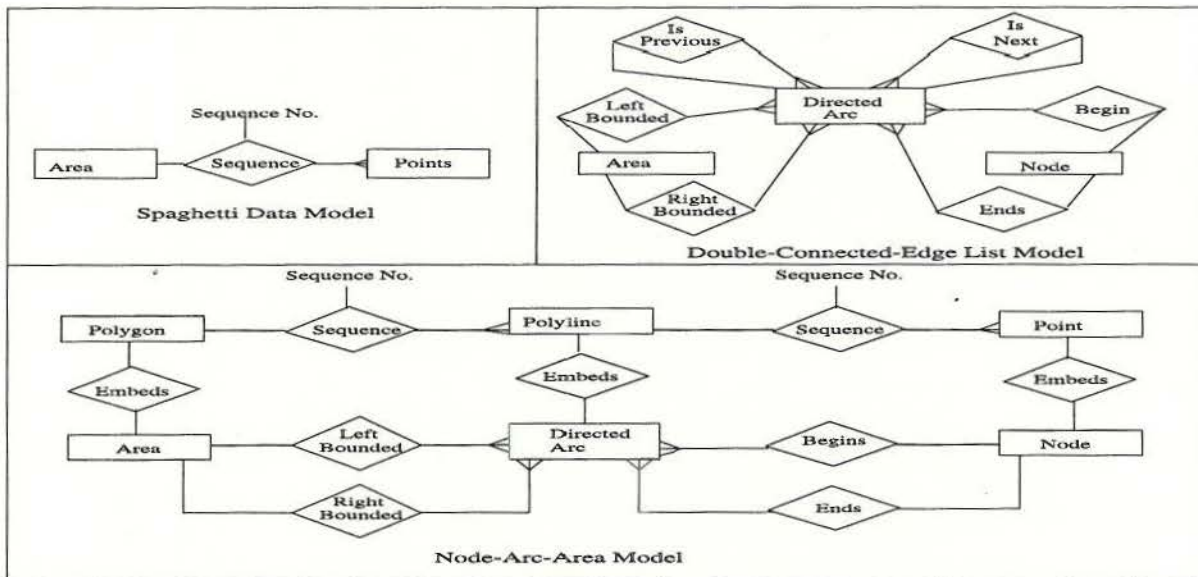 Sequence No.
Area
Sequence
Points
Spaghetti Data Model
Is
Previous
Is
Next
Left
Bounded
Directed
Arc
Begin
Area
Node
Right
Bounded
Ends
Double-Connected-Edge List Model
Sequence No.
Sequence No.
Polygon
Sequence
Polyline
Sequence
Point
Embeds
Embeds
Embeds
Area
Left
Bounded
Directed
Arc
Begins
Node
Right
Bounded
Ends
Node-Arc-Area Model